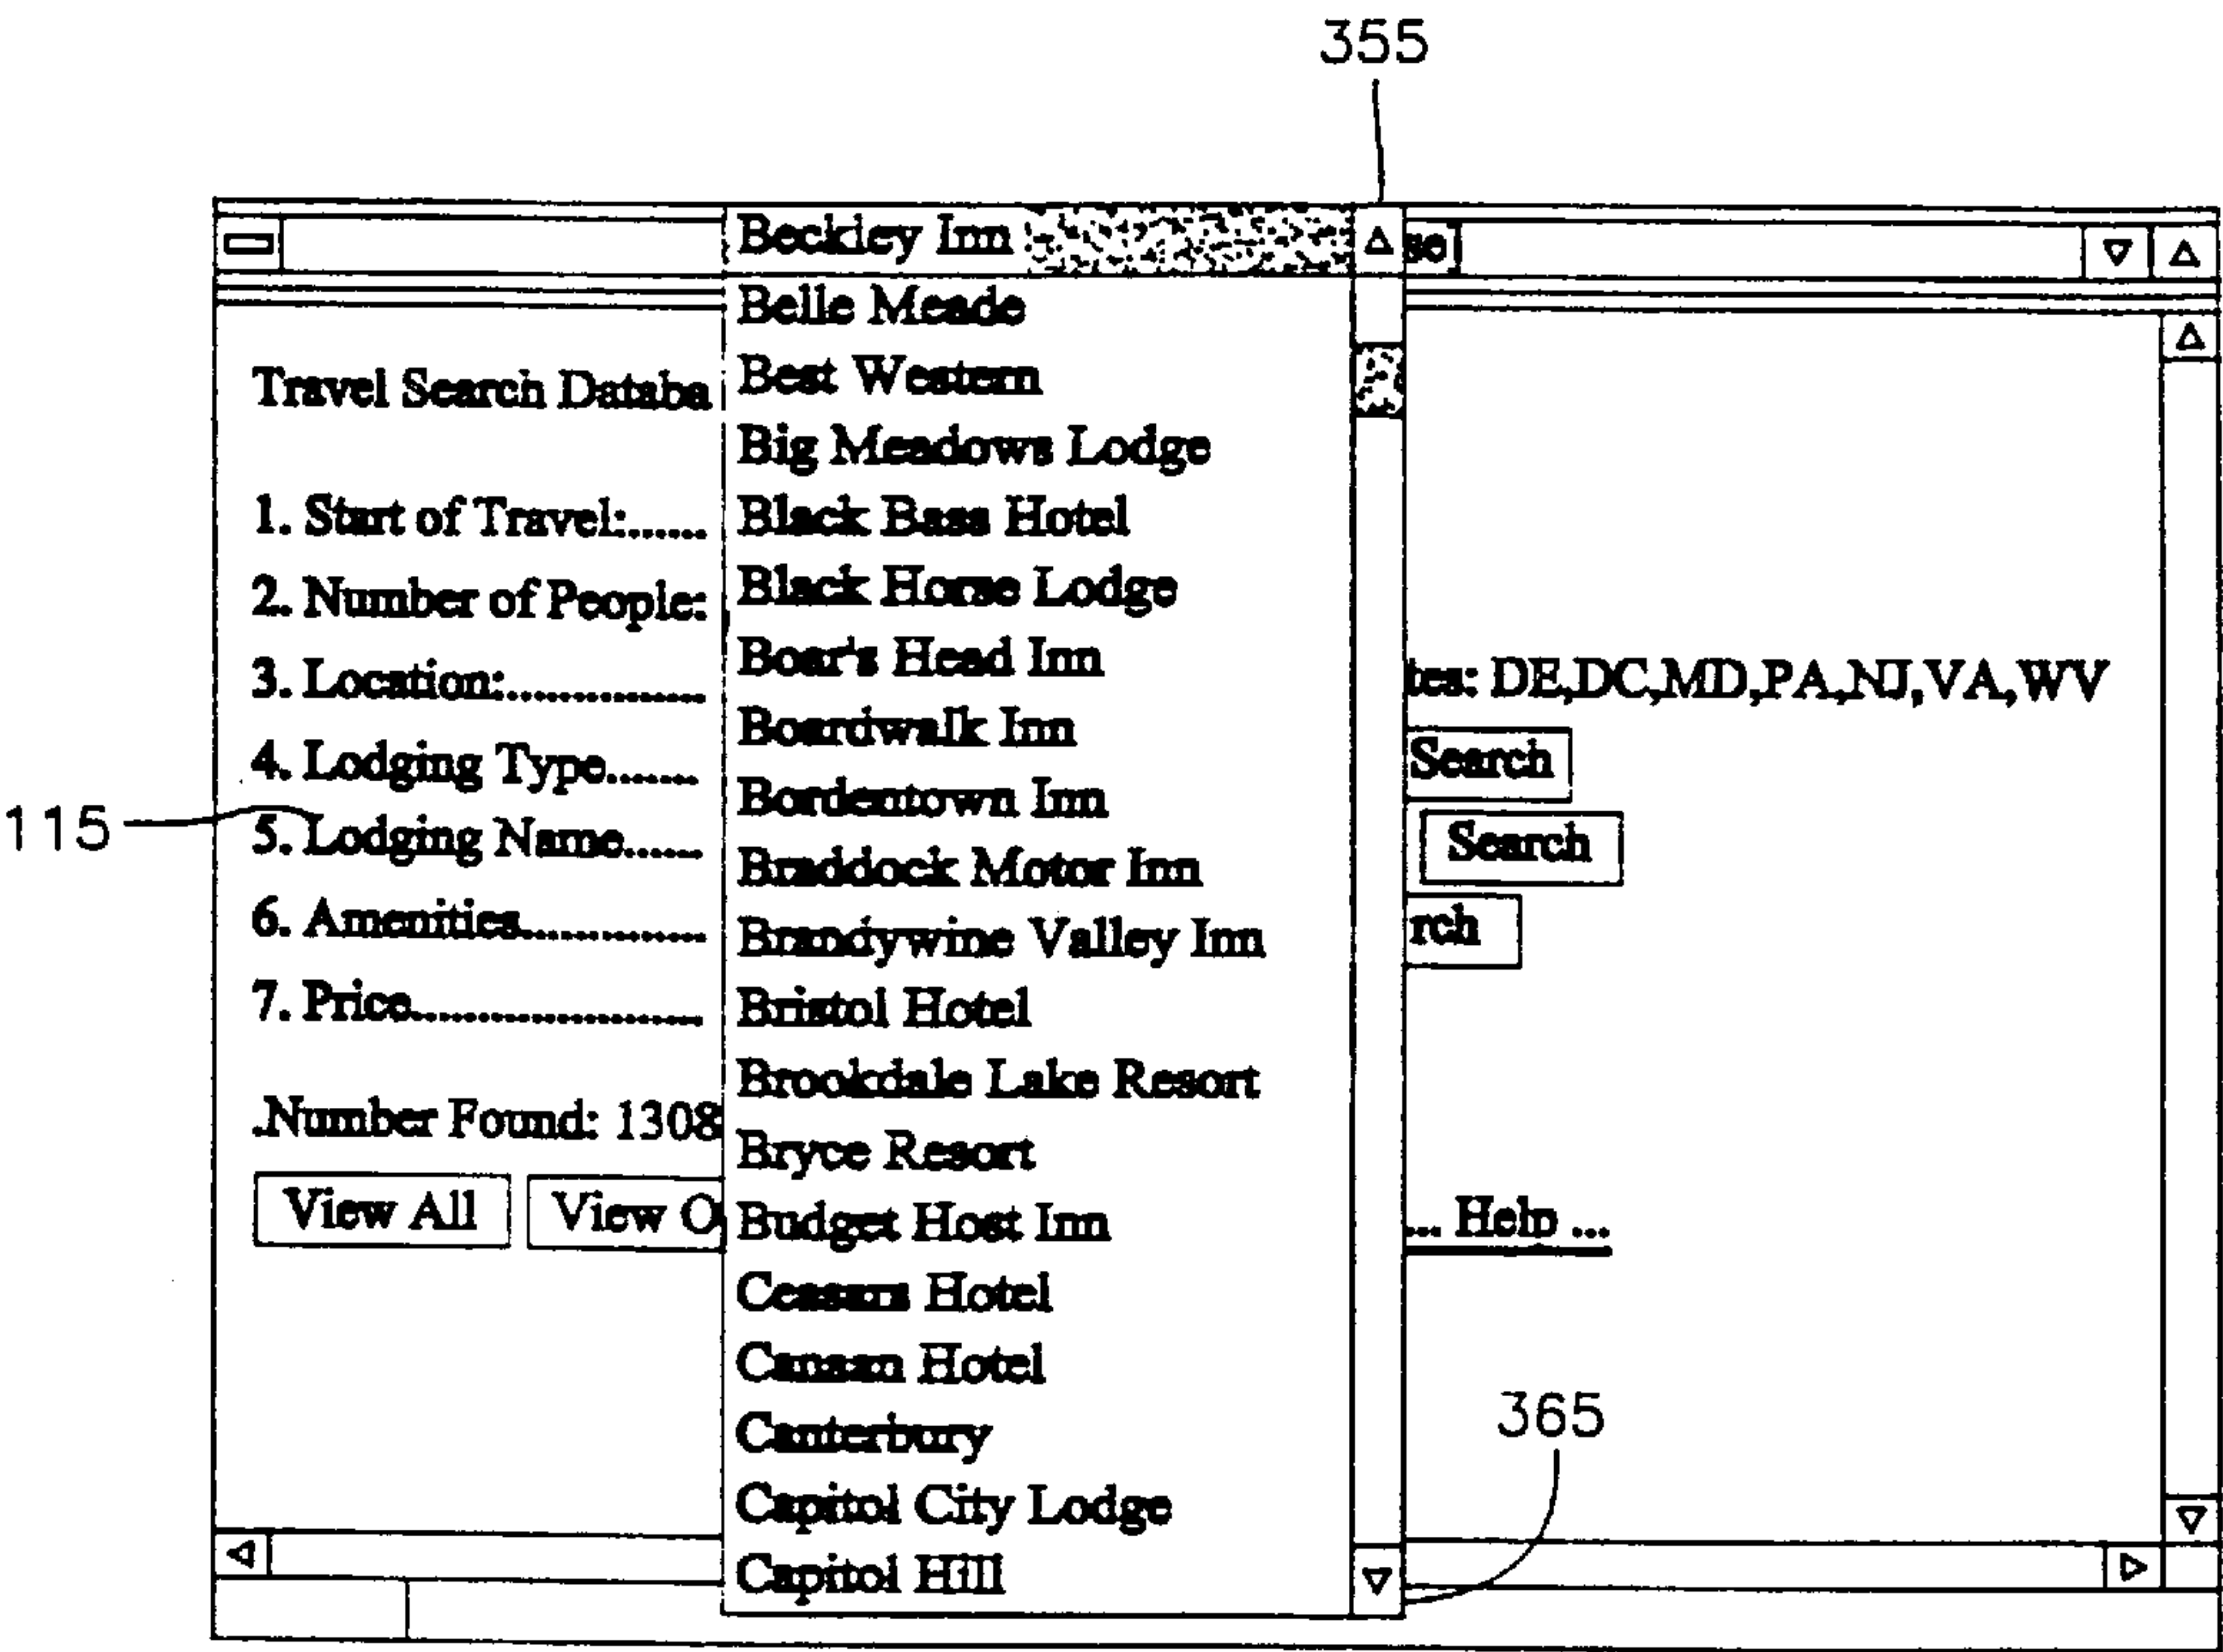 355
Beckley Inn
se]
Belle Meade
Travel Search Databa
Best Western
Big Meadows Lodge
1. Start of Travel:......
Black Bass Hotel
2. Number of People:
Black Horse Lodge
Boar's Head Inn
3. Location:...............
tes: DE,DC,MD,PA,NJ,VA,WV
Boardwalk Inn
4. Lodging Type.......
Search
Bordentown Inn
115
5. Lodging Name......
Search
Braddock Motor Inn
6. Amenities..............
rch
Brandywine Valley Inn
7. Price......................
Bristol Hotel
Brookdale Lake Resort
.Number Found: 1308
Bryce Resort
View All
View O
Budget Host Inn
... Help ...
Ceasars Hotel
Canaan Hotel
365
Canterbury
Capitol City Lodge
Capitol Hill